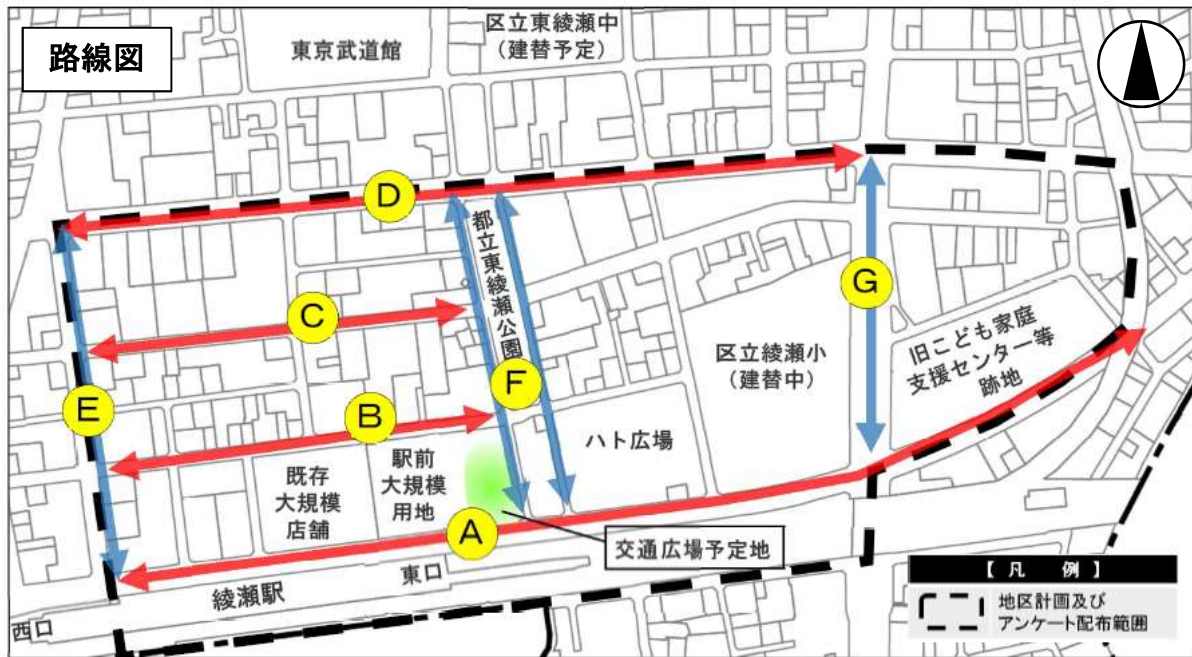 路線図
東京武道館
区立東綾瀬中
(建替予定)
D
都立東綾瀬公園
C
G
E
F
B
区立綾瀬小
(建替中)
旧こども家庭
支援センター等
跡地
ハト広場
既存
大規模
店舗
駅前
大規模
用地
A
交通広場予定地
東口
綾瀬駅
西口
【凡 例】
地区計画及び
アンケート配布範囲